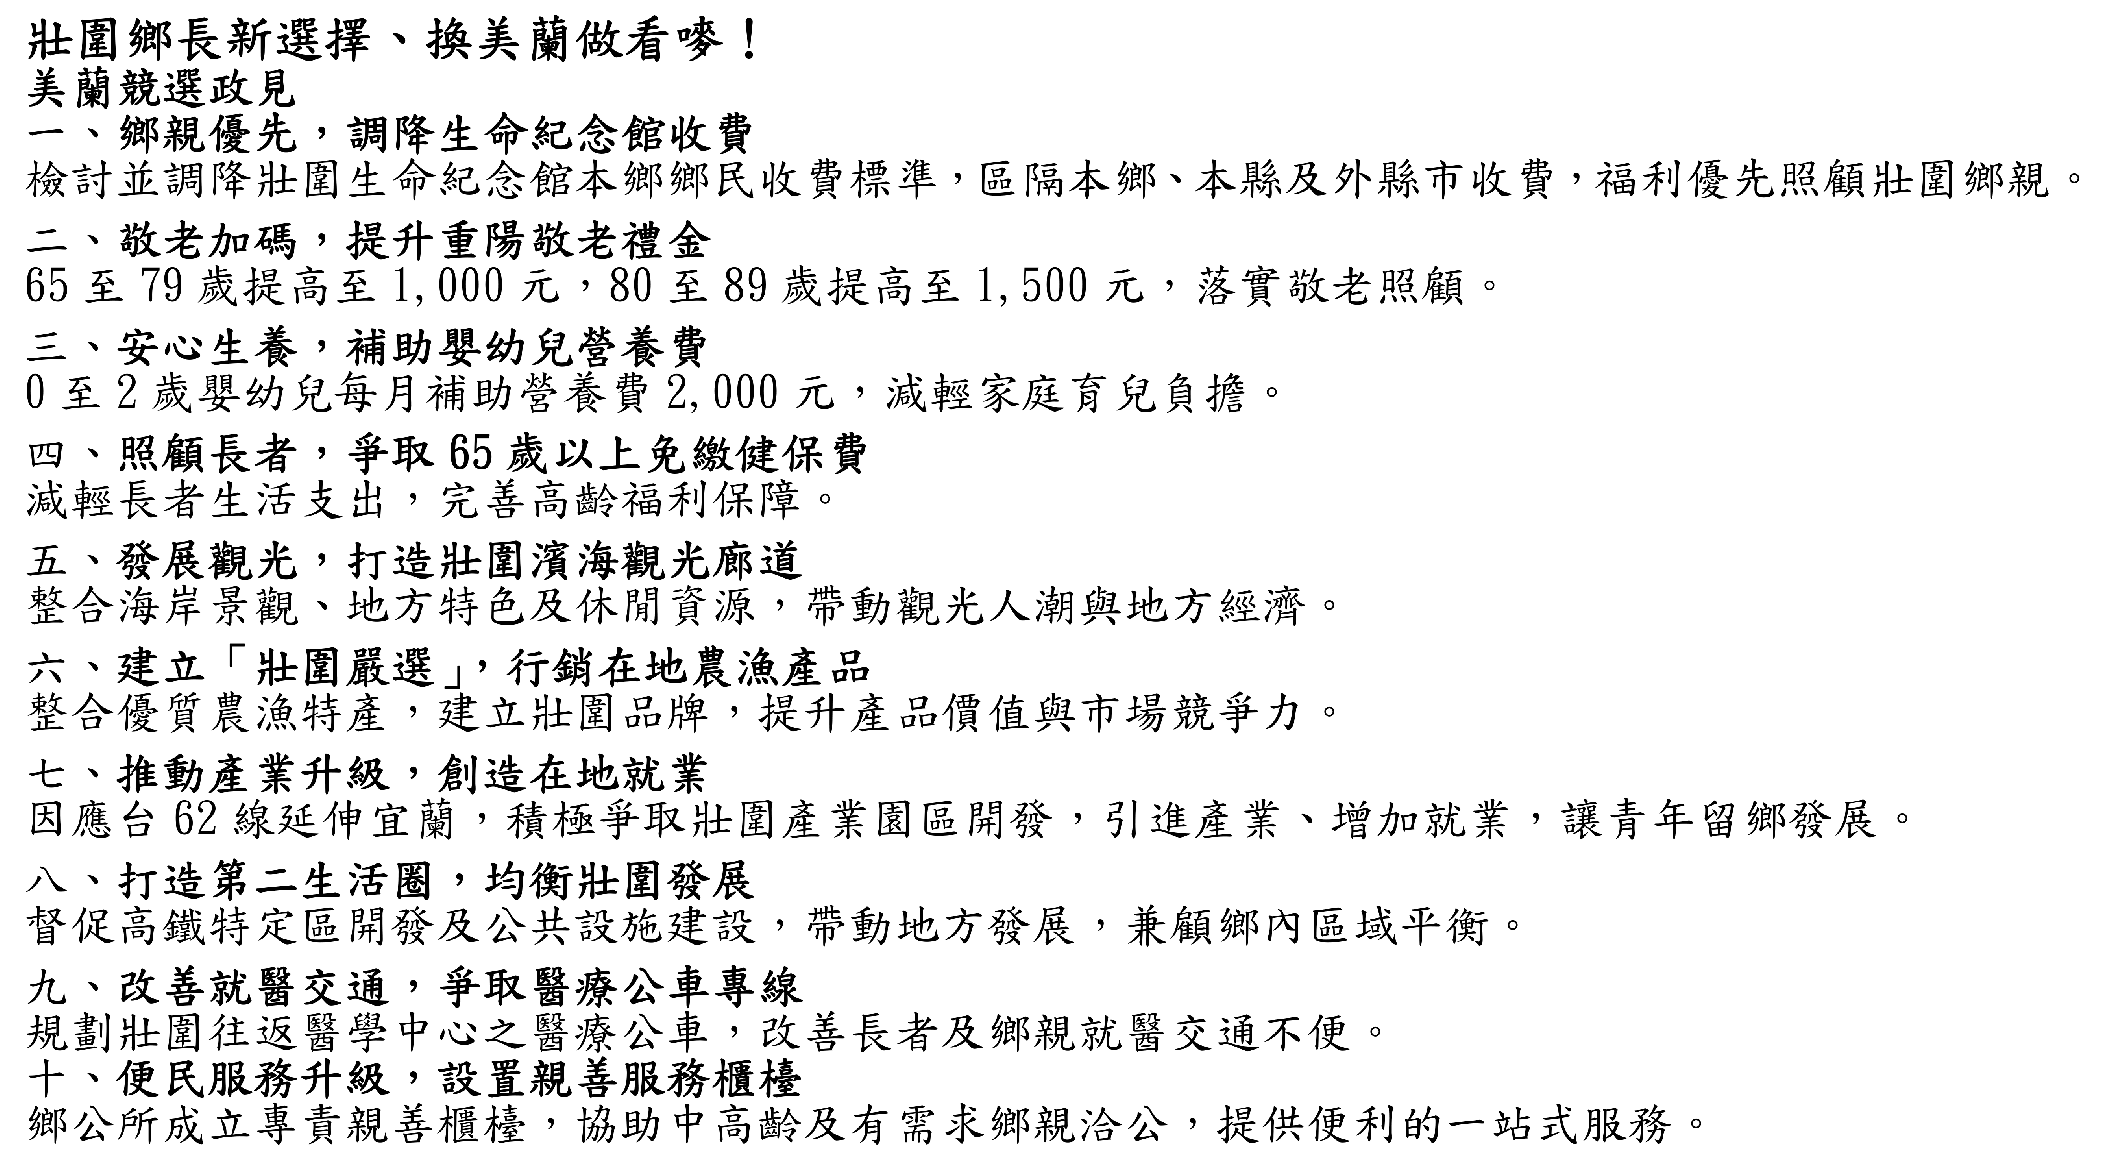 壯圍鄉長新選擇、換美蘭做看嘜！
美蘭競選政見
一、鄉親優先，調降生命紀念館收費
檢討並調降壯圍生命紀念館本鄉鄉民收費標準，區隔本鄉、本縣及外縣市收費，福利優先照顧壯圍鄉親。
二、敬老加碼，提升重陽敬老禮金
65 至 79 歲提高至 1,000 元，80 至 89 歲提高至 1,500 元，落實敬老照顧。
三、安心生養，補助嬰幼兒營養費
0 至 2 歲嬰幼兒每月補助營養費 2,000 元，減輕家庭育兒負擔。
四、照顧長者，爭取 65 歲以上免繳健保費
減輕長者生活支出，完善高齡福利保障。
五、發展觀光，打造壯圍濱海觀光廊道
整合海岸景觀、地方特色及休閒資源，帶動觀光人潮與地方經濟。
六、建立「壯圍嚴選」，行銷在地農漁產品
整合優質農漁特產，建立壯圍品牌，提升產品價值與市場競爭力。
七、推動產業升級，創造在地就業
因應台 62 線延伸宜蘭，積極爭取壯圍產業園區開發，引進產業、增加就業，讓青年留鄉發展。
八、打造第二生活圈，均衡壯圍發展
督促高鐵特定區開發及公共設施建設，帶動地方發展，兼顧鄉內區域平衡。
九、改善就醫交通，爭取醫療公車專線
規劃壯圍往返醫學中心之醫療公車，改善長者及鄉親就醫交通不便。
十、便民服務升級，設置親善服務櫃檯
鄉公所成立專責親善櫃檯，協助中高齡及有需求鄉親洽公，提供便利的一站式服務。